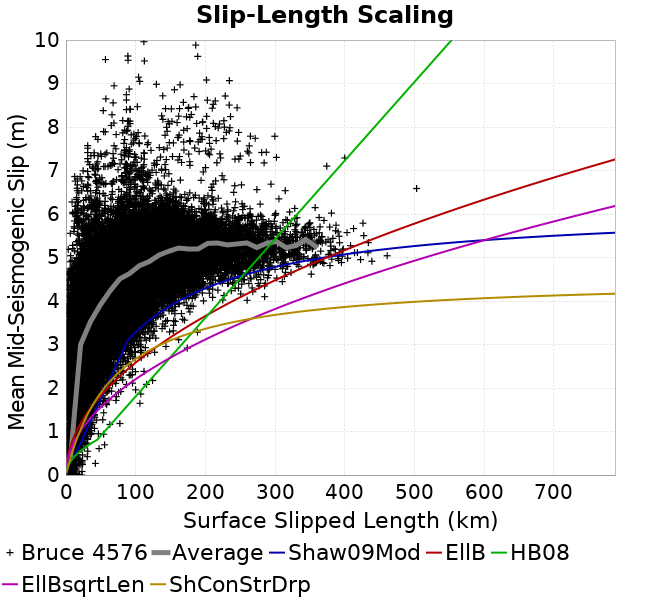 Slip-Length Scaling
Mean Mid-Seismogenic Slip (m)
10
9
8
7
6
5
4
3
2
1
0
0 100 200 300 400 500 600 700
Surface Slipped Length (km)
Bruce 4576 Average Shaw09Mod EllB HB08
EllBsqrtLen ShConStrDrp